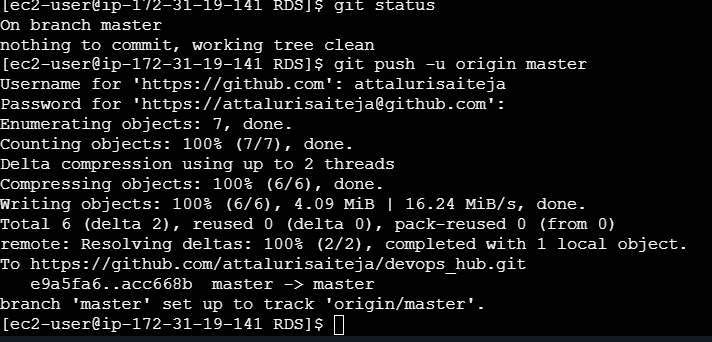 [ec2-user@ip-172-31-19-141 RDS]$ git status
On branch master
nothing to commit, working tree clean
[ec2-user@ip-172-31-19-141 RDS]$ git push -u origin master
Username for 'https://github.com': attalurisaiteja
Password for 'https://attalurisaiteja@github.com':
Enumerating objects: 7, done.
Counting objects: 100% (7/7), done.
Delta compression using up to 2 threads
Compressing objects: 100% (6/6), done.
Writing objects: 100% (6/6), 4.09 MiB | 16.24 MiB/s, done.
Total 6 (delta 2), reused 0 (delta 0), pack-reused 0 (from 0)
remote: Resolving deltas: 100% (2/2), completed with 1 local object.
To https://github.com/attalurisaiteja/devops_hub.git
   e9a5fa6..acc668b  master -> master
branch 'master' set up to track 'origin/master'.
[ec2-user@ip-172-31-19-141 RDS]$